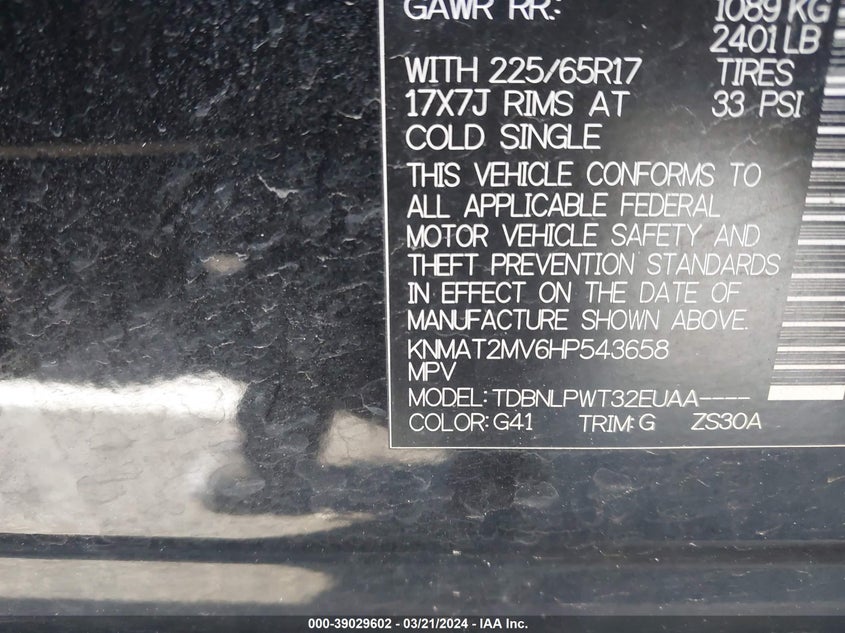 GAWR RR: 1089 KG
2401 LB
WITH 225/65R17 TIRES
17X7J RIMS AT 33 PSI
COLD SINGLE
THIS VEHICLE CONFORMS TO
ALL APPLICABLE FEDERAL
MOTOR VEHICLE SAFETY AND
THEFT PREVENTION STANDARDS
IN EFFECT ON THE DATE OF
MANUFACTURE SHOWN ABOVE.
KNMAT2MV6HP543658
MPV
MODEL: TDBNLPWT32EUAA----
COLOR: G41 TRIM: G ZS30A
000-39029602 - 03/21/2024 - IAA Inc.